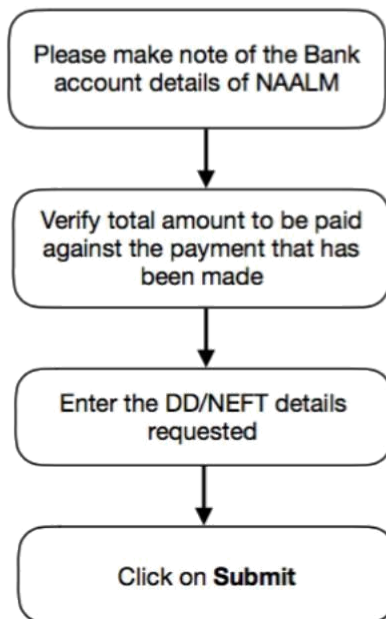 Please make note of the Bank
account details of NAALM
Verify total amount to be paid
against the payment that has
been made
Enter the DD/NEFT details
requested
Click on Submit